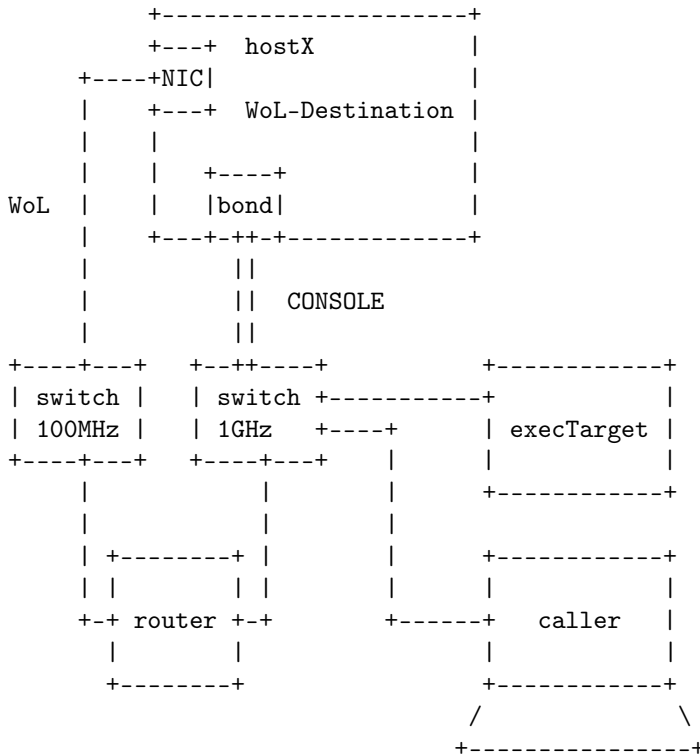 hostX
NIC
WoL-Destination
WoL
bond
CONSOLE
switch
100MHz
switch
1GHz
execTarget
router
caller